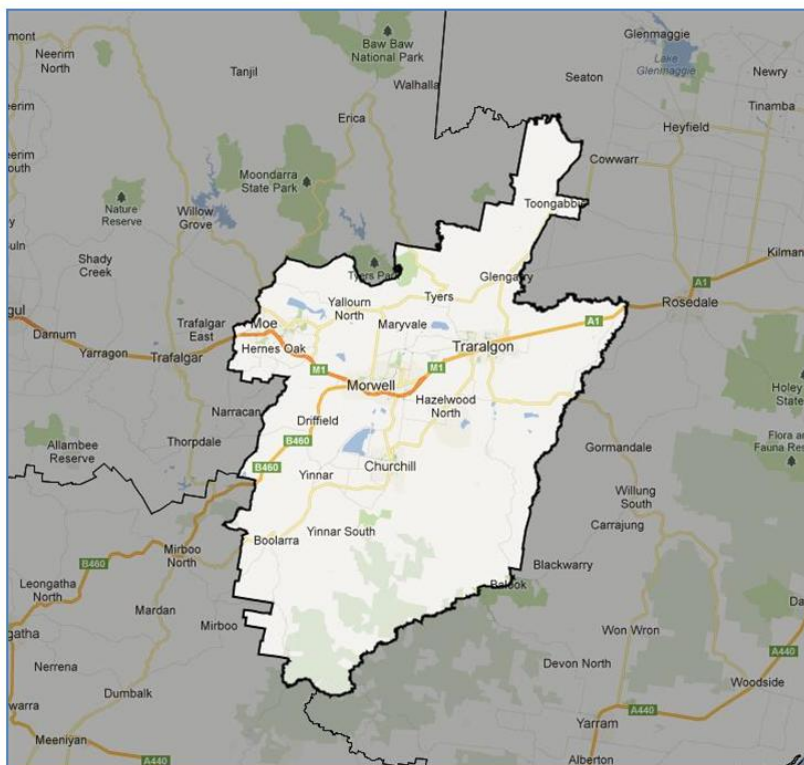 Glenmaggie
Baw Baw
National Park
Neerim
North
Tanjil
Lake
Glenmaggie
Newry
Seaton
Walhalla
Tinamba
Erica
Heyfield
Cowwarr
Moondarra
State Park
Nature
Reserve
Willow
Grove
Toongabbie
Shady
Creek
Tyers Park
Glengarry
A1
Rosedale
Yallourn
North
Tyers
Maryvale
Trafalgar
East
Moe
A1
Darnum
Yarragon
Trafalgar
Hernes Oak
Traralgon
M1
M1
Morwell
Hazelwood
North
Narracan
Driffield
Allambee
Reserve
Thorpdale
B460
Gormandale
B460
Churchill
Yinnar
Willung
South
Carrajung
Yinnar South
Boolarra
Mirboo
North
B460
Blackwarry
Leongatha
North
Balook
Mardan
Mirboo
Won Wron
A440
Nerrena
Devon North
Woodside
Dumbalk
A440
Yarram
Meeniyan
A440
Alberton